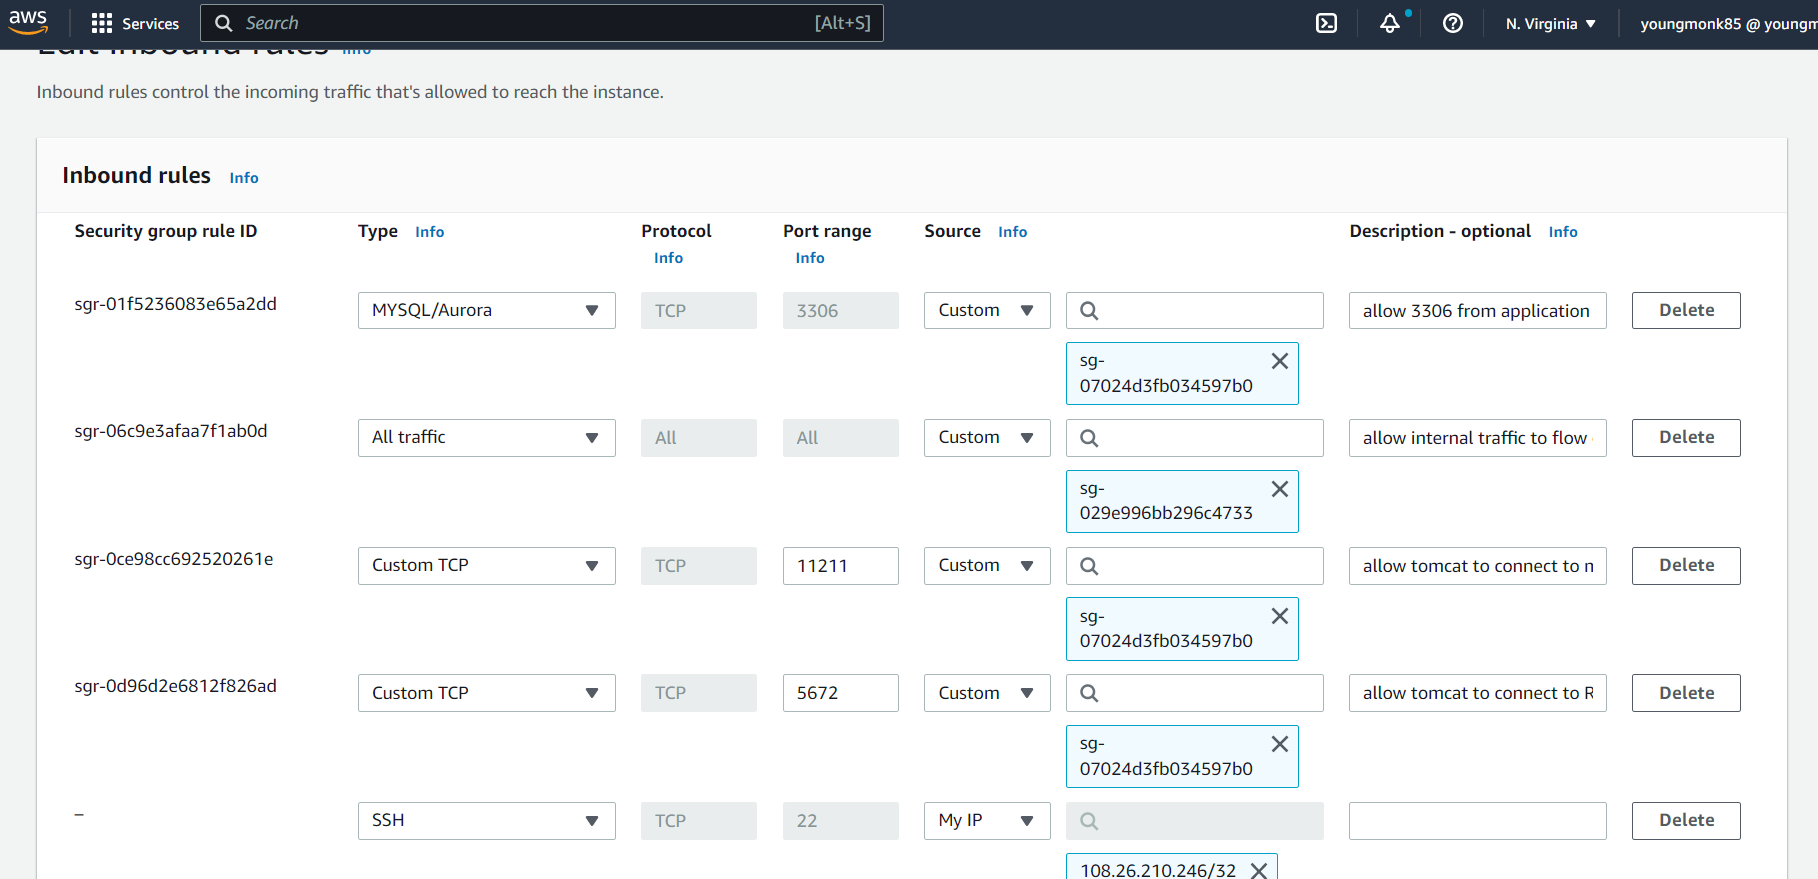 aws Services Search [Alt+S] N. Virginia youngmonk85 @ youngm
Edit inbound rules Info
Inbound rules control the incoming traffic that's allowed to reach the instance.
Inbound rules Info
Security group rule ID Type Info Protocol Port range Source Info Description - optional Info
Info Info
sgr-01f5236083e65a2dd MYSQL/Aurora TCP 3306 Custom allow 3306 from application Delete
sg-
07024d3fb034597b0
sgr-06c9e3afaa7f1ab0d All traffic All All Custom allow internal traffic to flow Delete
sg-
029e996bb296c4733
sgr-0ce98cc692520261e Custom TCP TCP 11211 Custom allow tomcat to connect to n Delete
sg-
07024d3fb034597b0
sgr-0d96d2e6812f826ad Custom TCP TCP 5672 Custom allow tomcat to connect to R Delete
sg-
07024d3fb034597b0
– SSH TCP 22 My IP Delete
108.26.210.246/32